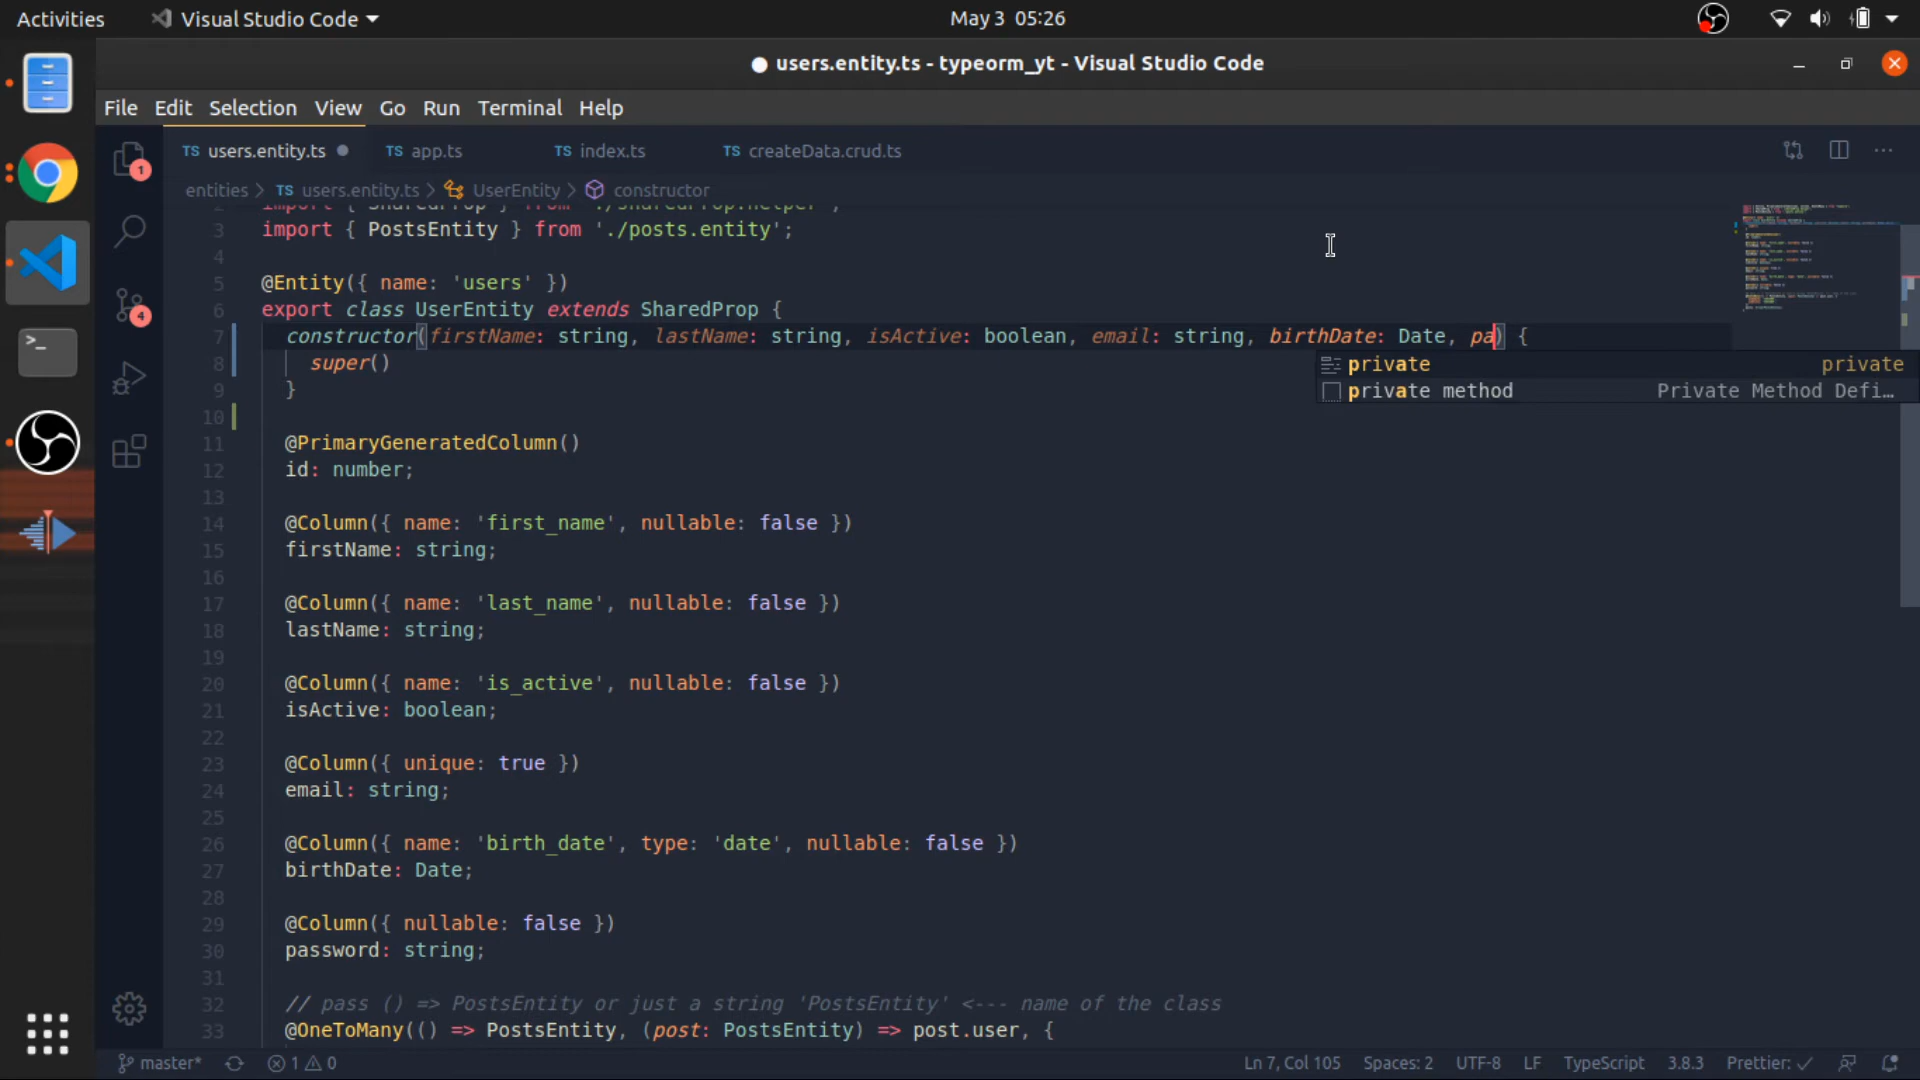 Activities
Visual Studio Code
May 3 05:26
users.entity.ts - typeorm_yt - Visual Studio Code
File Edit Selection View Go Run Terminal Help
TS users.entity.ts
TS app.ts
TS index.ts
TS createData.crud.ts
entities > TS users.entity.ts > UserEntity > constructor
2 import { SharedProp } from './sharedProp.helper';
3 import { PostsEntity } from './posts.entity';
4
5 @Entity({ name: 'users' })
6 export class UserEntity extends SharedProp {
7 constructor(firstName: string, lastName: string, isActive: boolean, email: string, birthDate: Date, pa) {
private private
private method Private Method Defi...
8 super()
9 }
10
11 @PrimaryGeneratedColumn()
12 id: number;
13
14 @Column({ name: 'first_name', nullable: false })
15 firstName: string;
16
17 @Column({ name: 'last_name', nullable: false })
18 lastName: string;
19
20 @Column({ name: 'is_active', nullable: false })
21 isActive: boolean;
22
23 @Column({ unique: true })
24 email: string;
25
26 @Column({ name: 'birth_date', type: 'date', nullable: false })
27 birthDate: Date;
28
29 @Column({ nullable: false })
30 password: string;
31
32 // pass () => PostsEntity or just a string 'PostsEntity' <--- name of the class
33 @OneToMany(() => PostsEntity, (post: PostsEntity) => post.user, {
1
4
master* 1 0
Ln 7, Col 105 Spaces: 2 UTF-8 LF TypeScript 3.8.3 Prettier: ✓